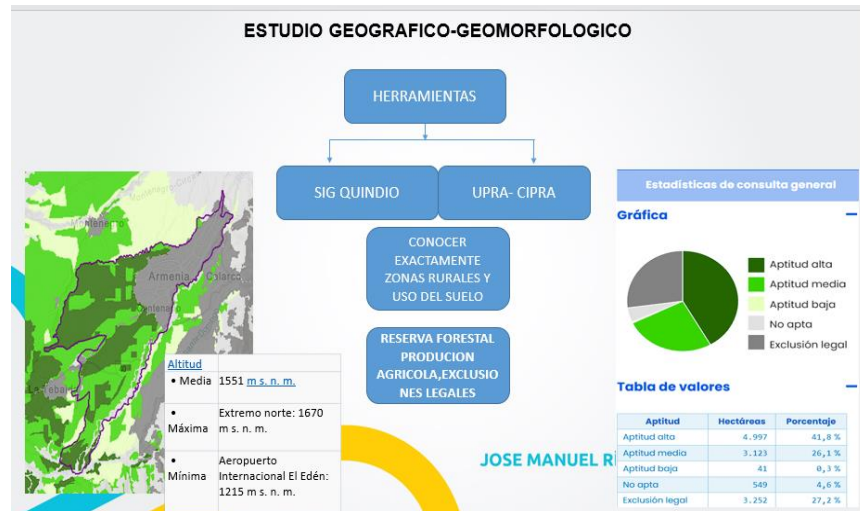 ESTUDIO GEOGRAFICO-GEOMORFOLOGICO
HERRAMIENTAS
SIG QUINDIO
UPRA- CIPRA
CONOCER
EXACTAMENTE
ZONAS RURALES Y
USO DEL SUELO
RESERVA FORESTAL
PRODUCION
AGRICOLA,EXCLUSIO
NES LEGALES
Montenegro
Armenia
Calarca
Altitud
• Media 1551 m s. n. m.
• Máxima Extremo norte: 1670
m s. n. m.
• Mínima Aeropuerto
Internacional El Edén:
1215 m s. n. m.
JOSE MANUEL
Estadísticas de consulta general
Gráfica
Aptitud alta
Aptitud media
Aptitud baja
No apta
Exclusión legal
Tabla de valores
Aptitud Hectáreas Porcentaje
Aptitud alta 4.997 41,8 %
Aptitud media 3.123 26,1 %
Aptitud baja 41 0,3 %
No apta 549 4,6 %
Exclusión legal 3.252 27,2 %